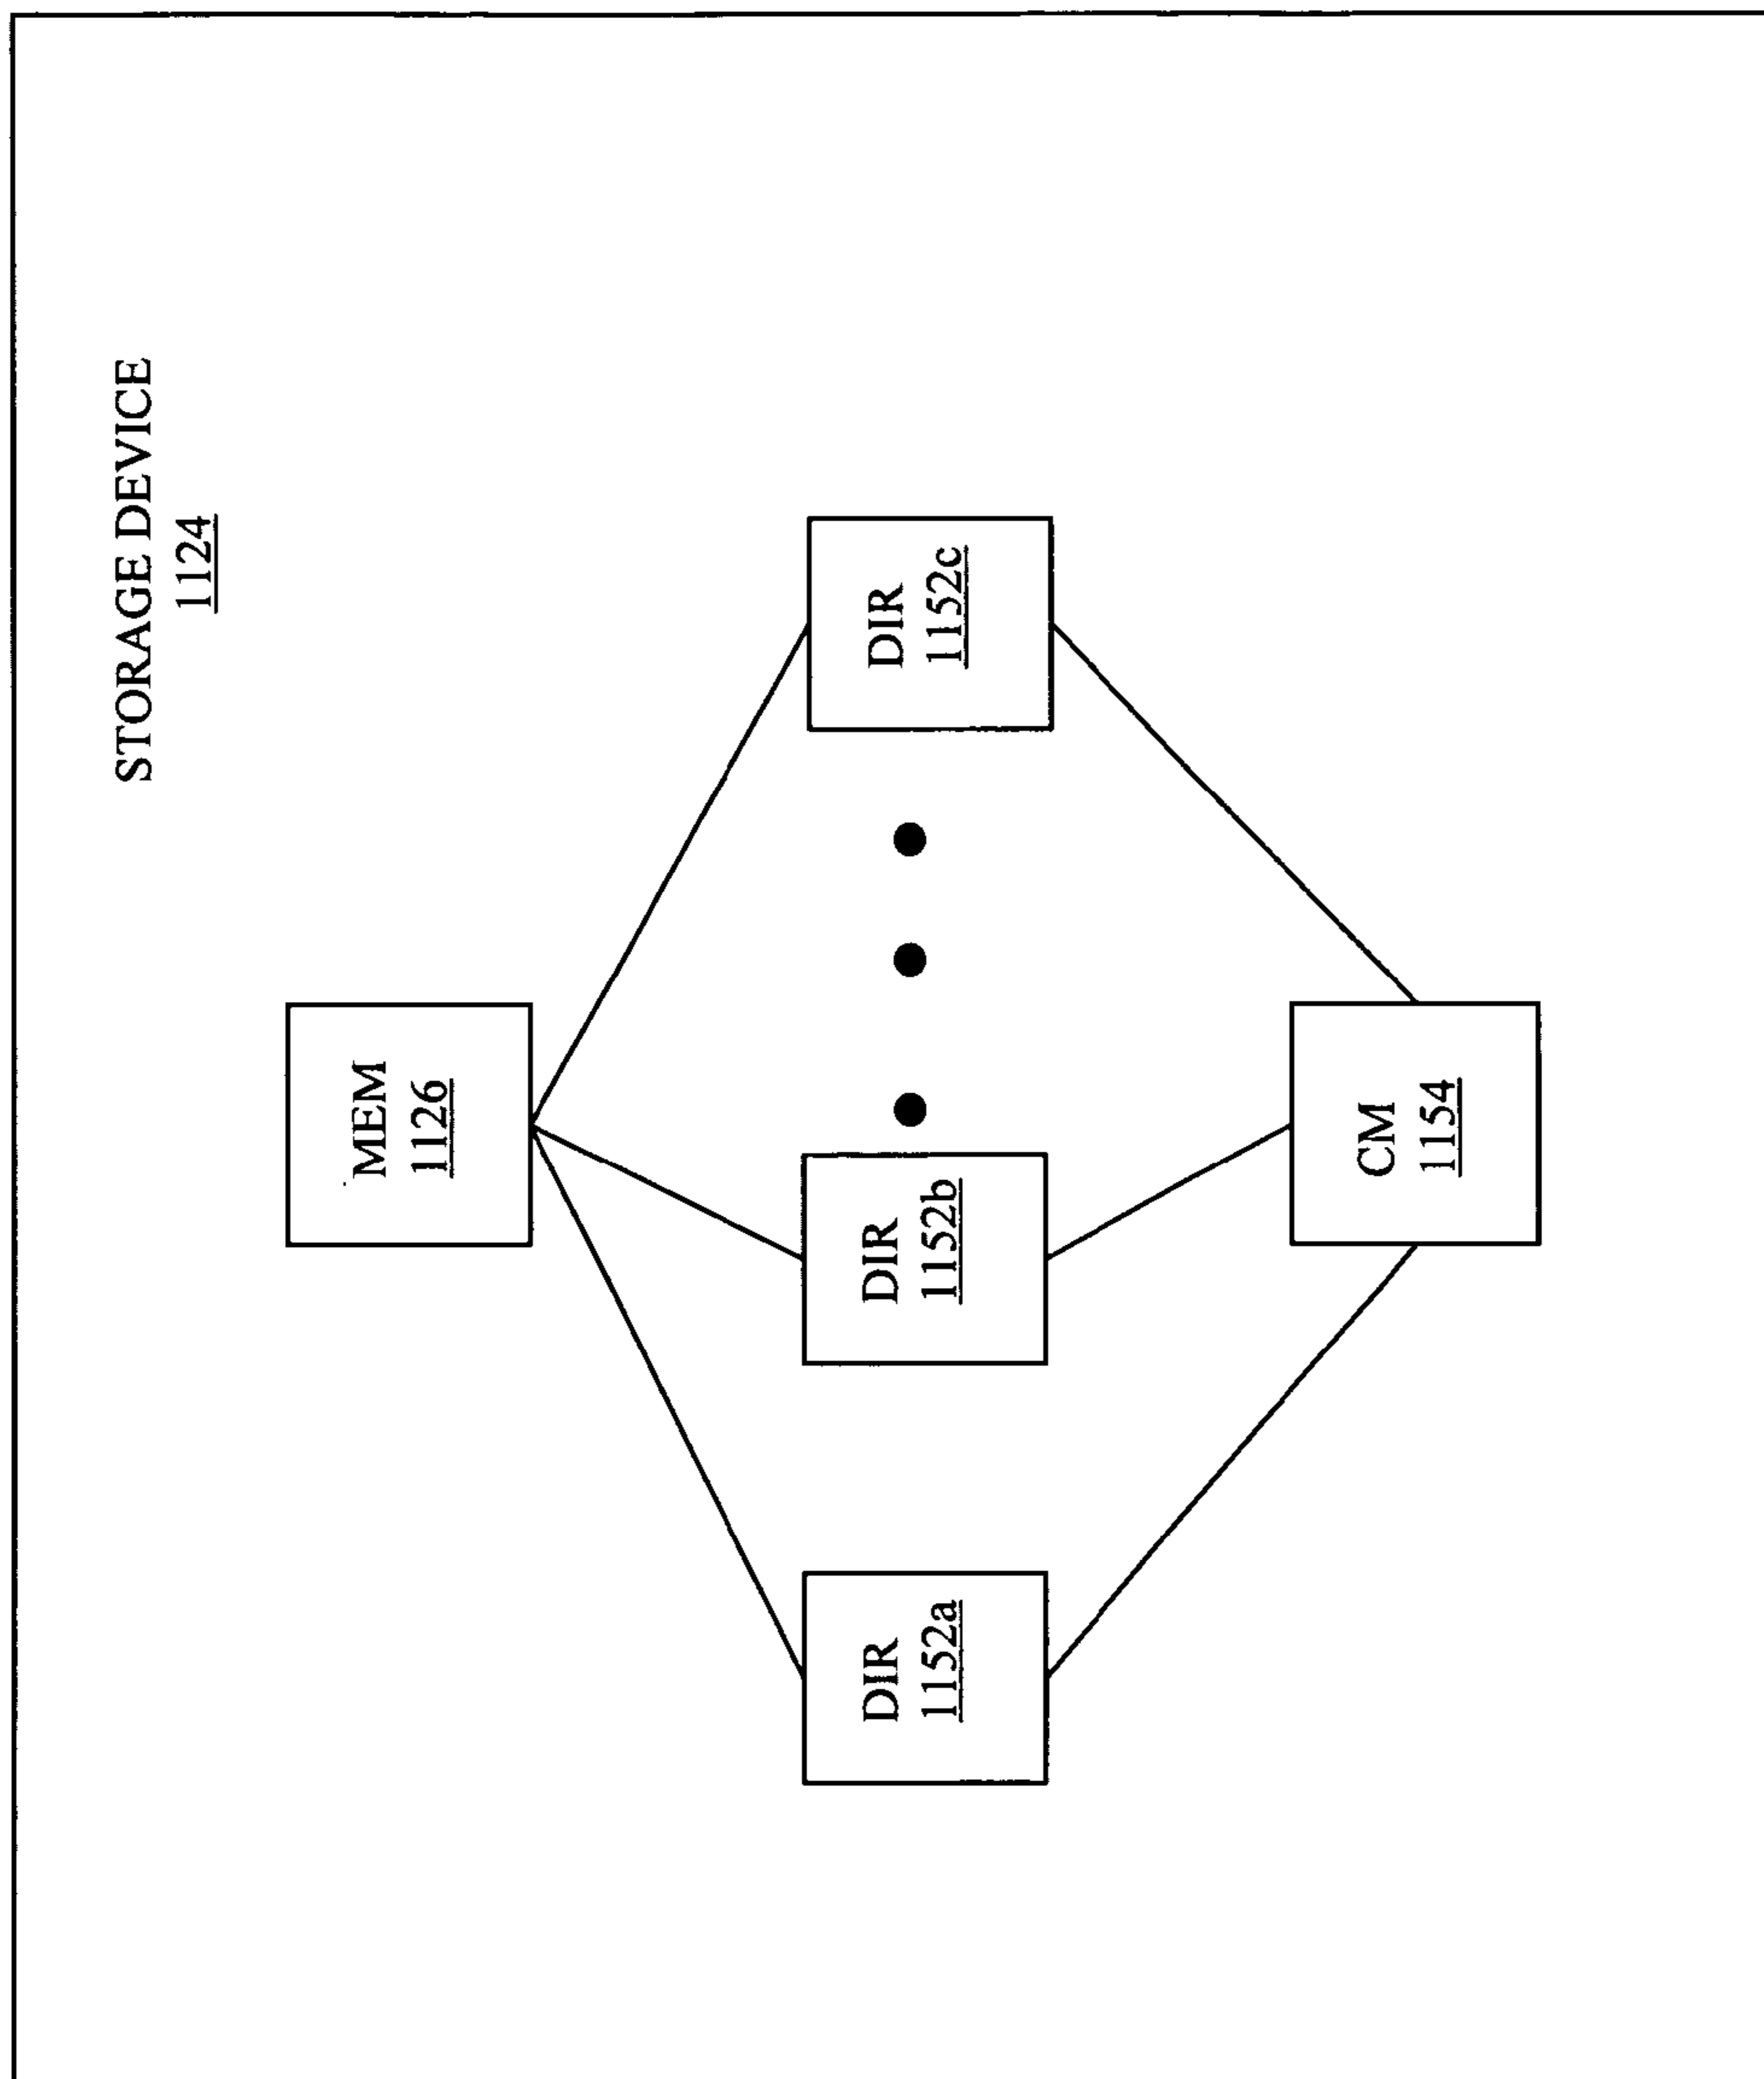 STORAGE DEVICE
1124
MEM
1126
DIR
1152a
DIR
1152b
DIR
1152c
CM
1154